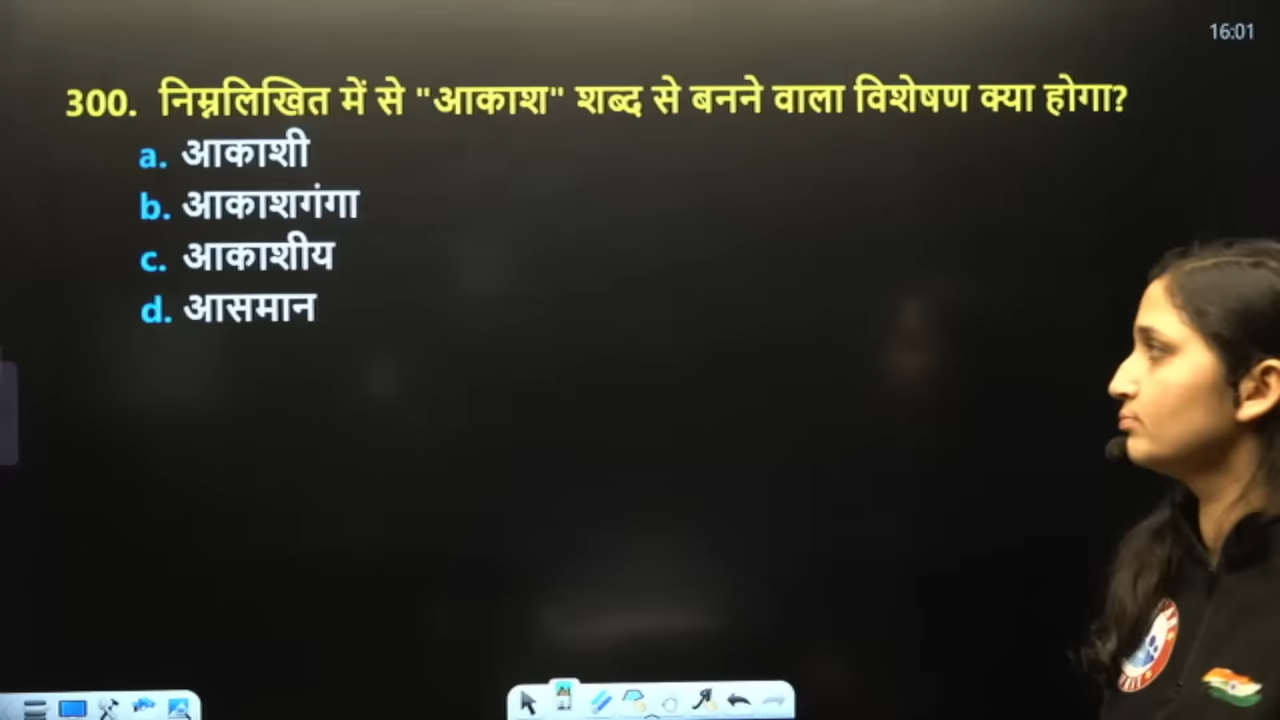 16:01
300. निम्नलिखित में से "आकाश" शब्द से बनने वाला विशेषण क्या होगा?
a. आकाशी
b. आकाशगंगा
c. आकाशीय
d. आसमान